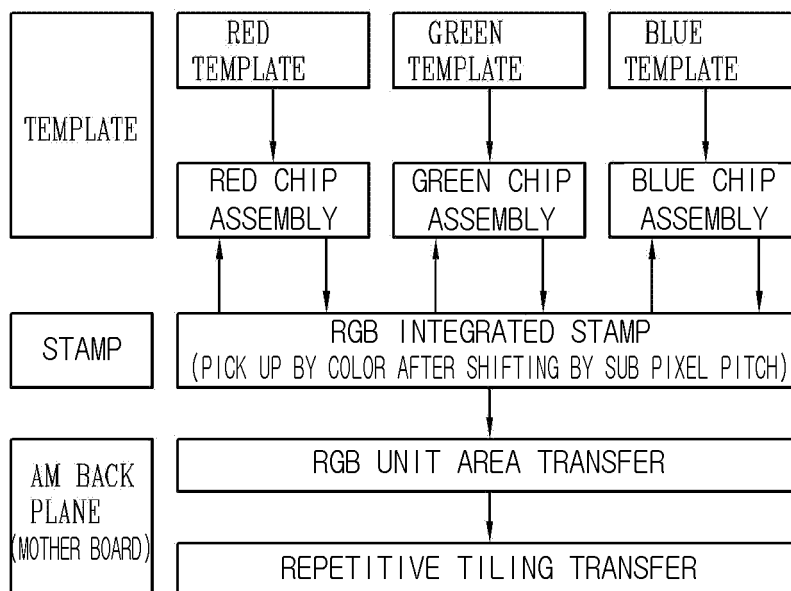 TEMPLATE
RED
TEMPLATE
GREEN
TEMPLATE
BLUE
TEMPLATE
RED CHIP
ASSEMBLY
GREEN CHIP
ASSEMBLY
BLUE CHIP
ASSEMBLY
STAMP
RGB INTEGRATED STAMP
(PICK UP BY COLOR AFTER SHIFTING BY SUB PIXEL PITCH)
AM BACK
PLANE
(MOTHER BOARD)
RGB UNIT AREA TRANSFER
REPETITIVE TILING TRANSFER